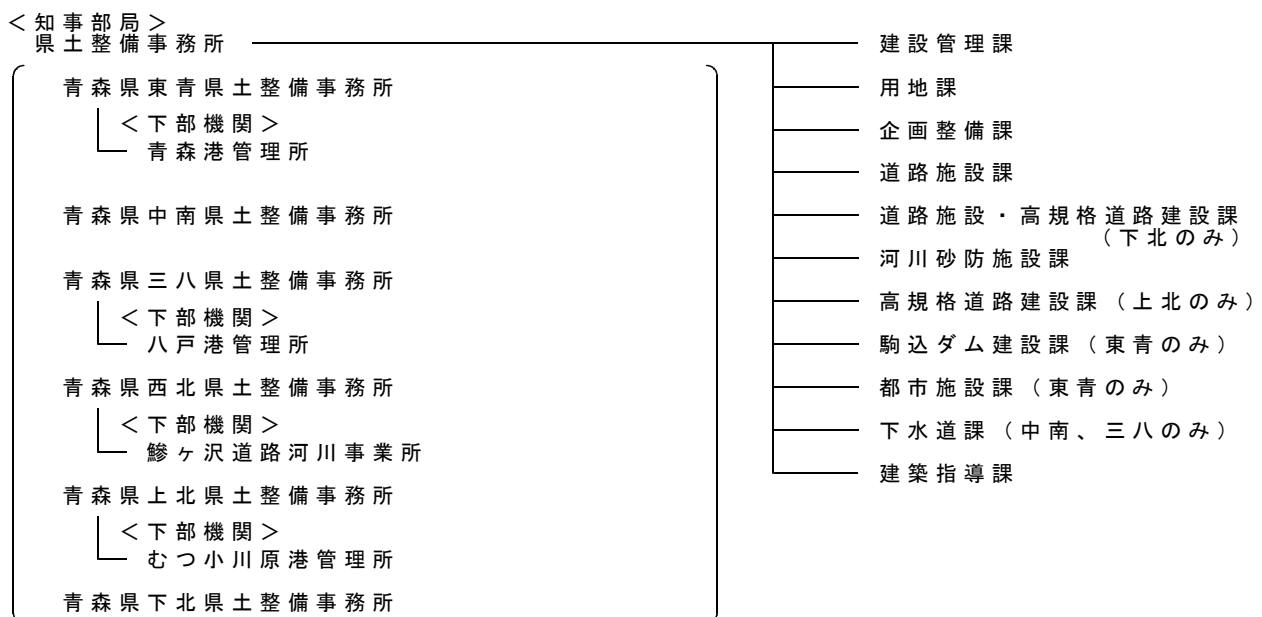 ＜知事部局＞
県土整備事務所
青森県東青県土整備事務所
＜下部機関＞
青森港管理所
青森県中南県土整備事務所
青森県三八県土整備事務所
＜下部機関＞
八戸港管理所
青森県西北県土整備事務所
＜下部機関＞
鰺ヶ沢道路河川事業所
青森県上北県土整備事務所
＜下部機関＞
むつ小川原港管理所
青森県下北県土整備事務所
建設管理課
用地課
企画整備課
道路施設課
道路施設・高規格道路建設課
（下北のみ）
河川砂防施設課
高規格道路建設課（上北のみ）
駒込ダム建設課（東青のみ）
都市施設課（東青のみ）
下水道課（中南、三八のみ）
建築指導課